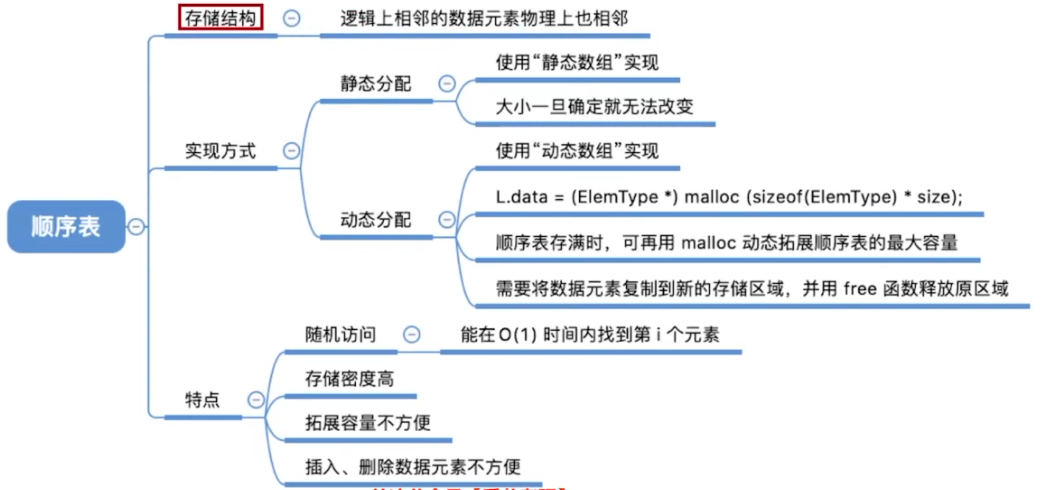 存储结构
逻辑上相邻的数据元素物理上也相邻
静态分配
使用“静态数组”实现
大小一旦确定就无法改变
实现方式
使用“动态数组”实现
L.data = (ElemType *) malloc (sizeof(ElemType) * size);
动态分配
顺序表存满时，可再用 malloc 动态拓展顺序表的最大容量
需要将数据元素复制到新的存储区域，并用 free 函数释放原区域
顺序表
随机访问
能在O(1) 时间内找到第 i 个元素
存储密度高
特点
拓展容量不方便
插入、删除数据元素不方便